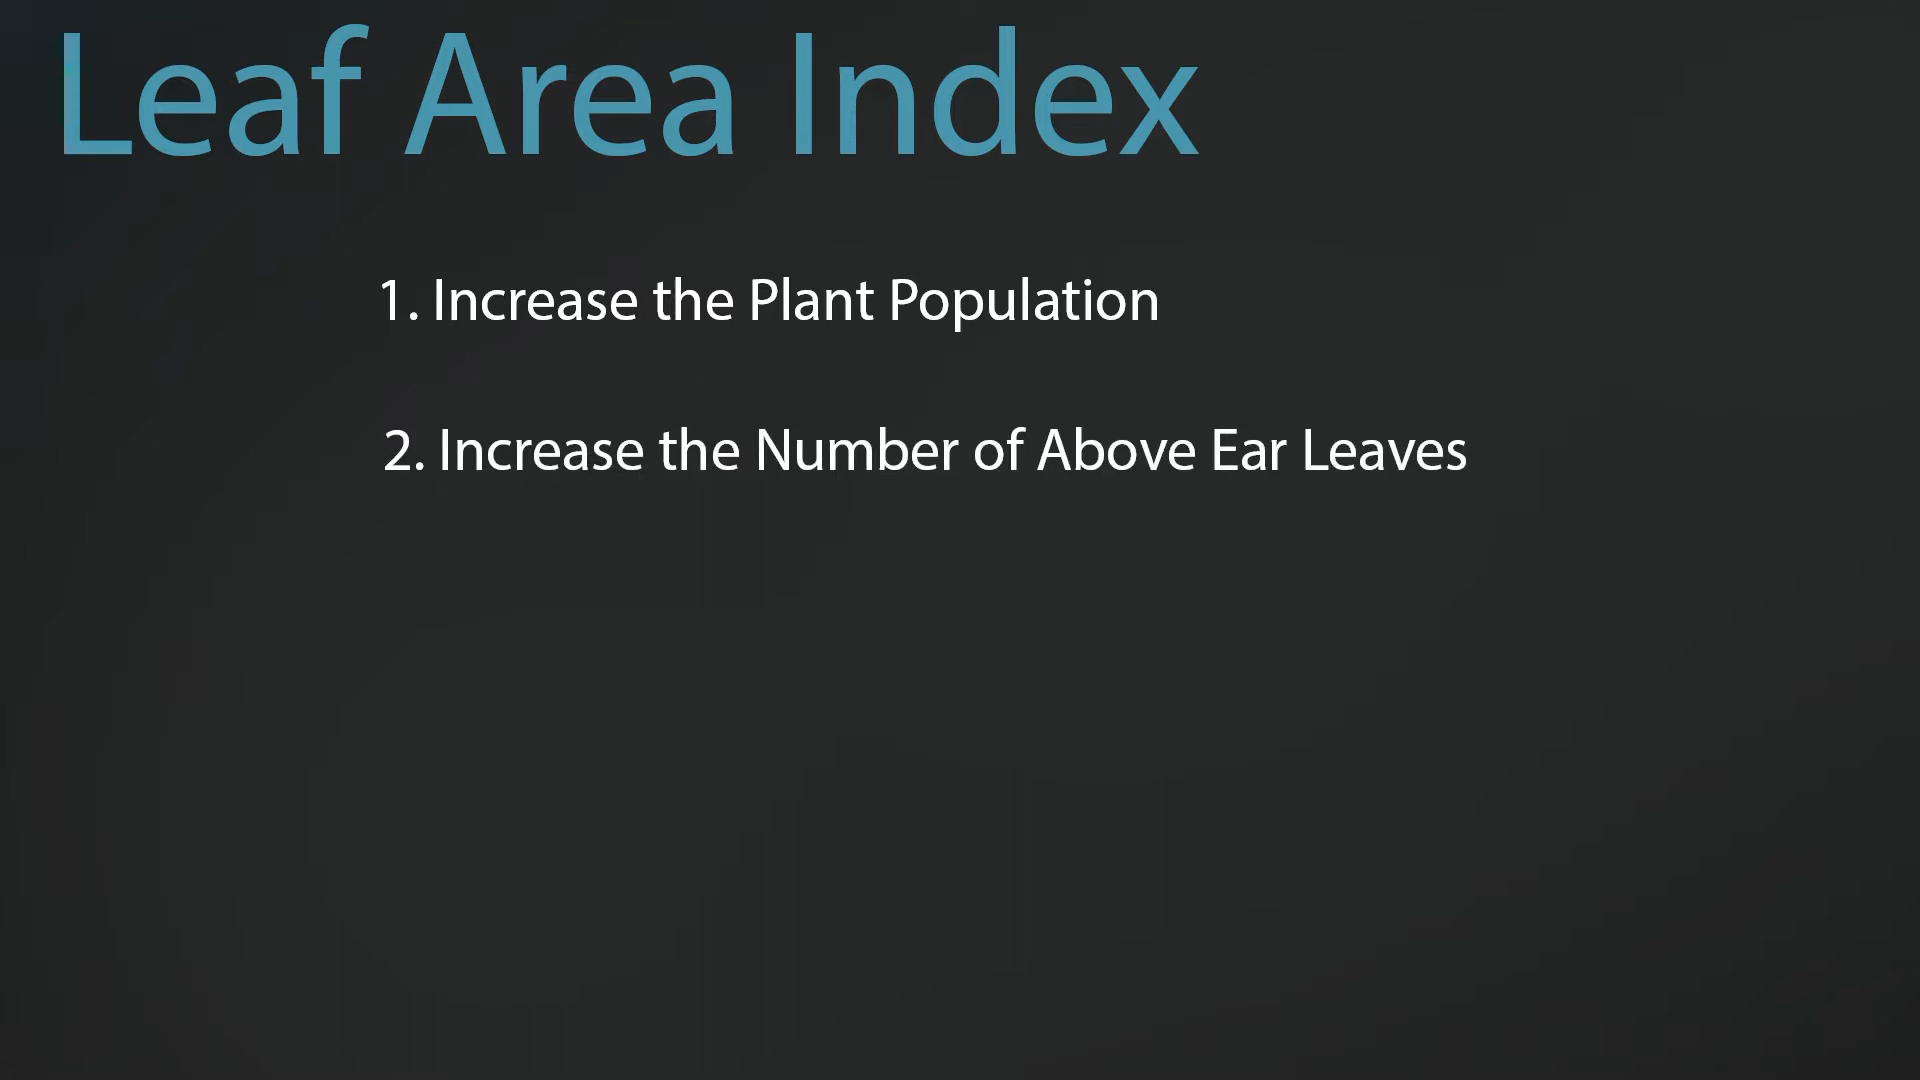 Leaf Area Index
1. Increase the Plant Population
2. Increase the Number of Above Ear Leaves